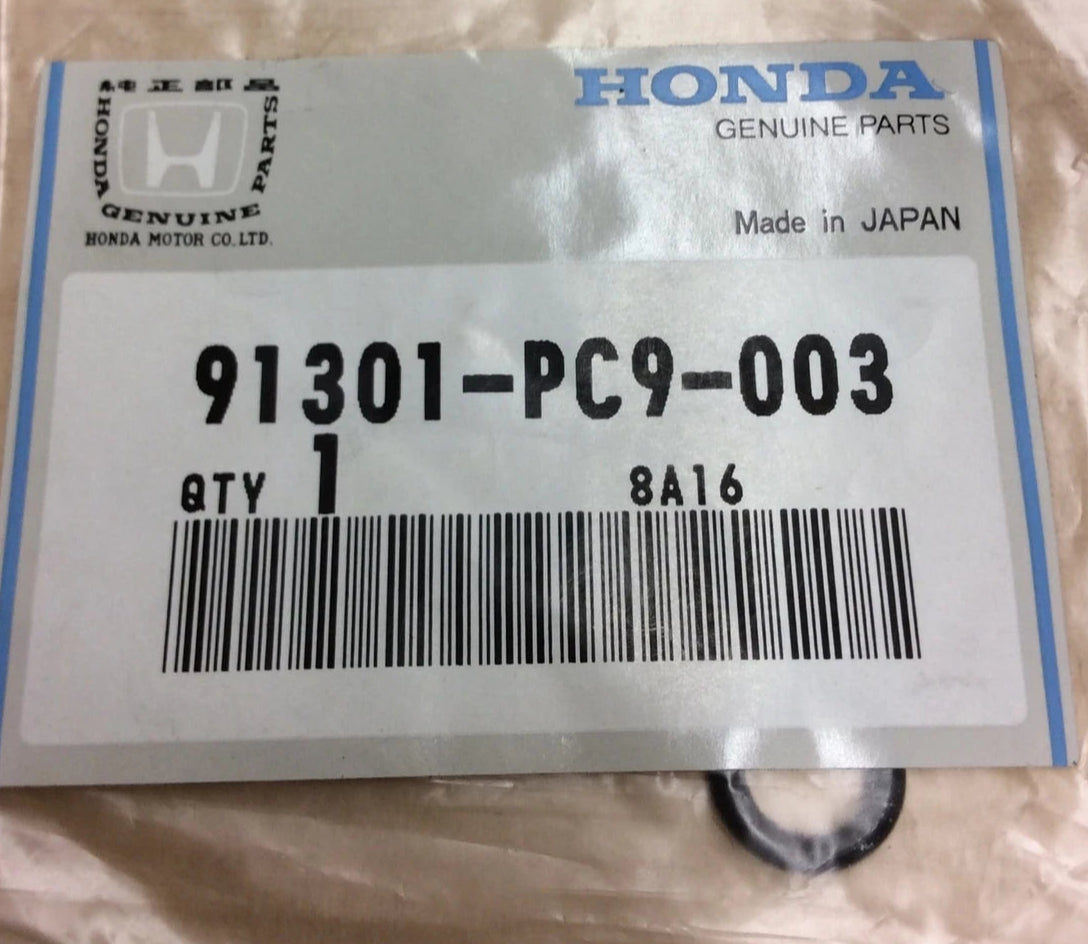 純正部品
HONDA
GENUINE
PARTS
HONDA MOTOR CO.LTD.
HONDA
GENUINE PARTS
Made in JAPAN
91301-PC9-003
QTY 1 8A16